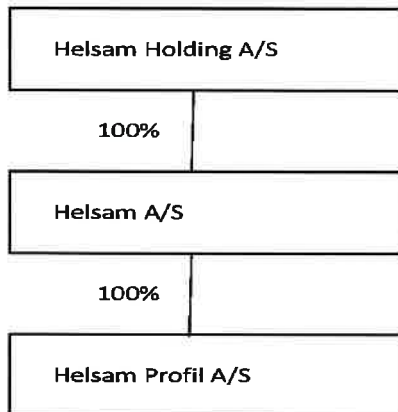 Helsam Holding A/S
100%
Helsam A/S
100%
Helsam Profil A/S